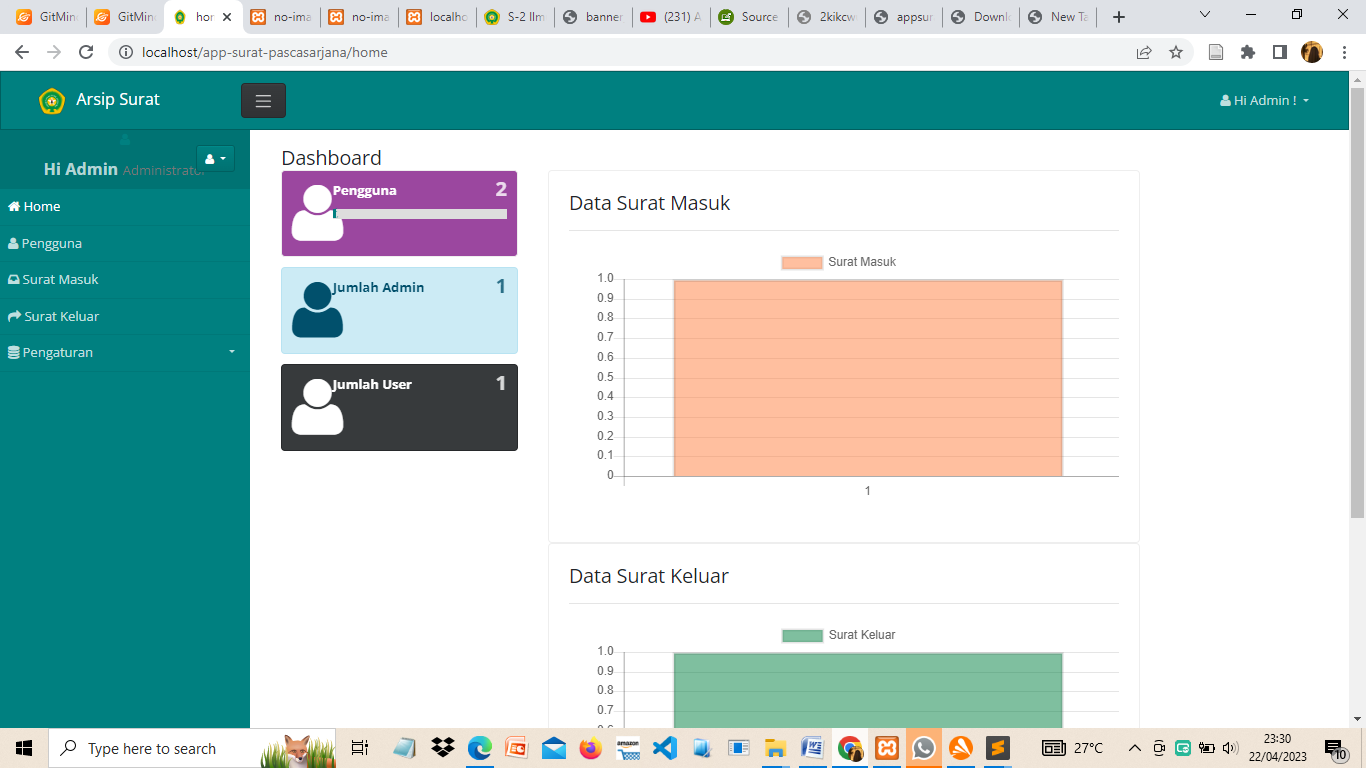 GitMin
GitMin
hor
no-ima
no-ima
localho
S-2 Ilm
banner
(231) A
Source
2kikcw
appsur
Downl
New Ta
localhost/app-surat-pascasarjana/home
Arsip Surat
Hi Admin !
Hi Admin Administrator
Home
Pengguna
Surat Masuk
Surat Keluar
Pengaturan
Dashboard
Pengguna 2
Jumlah Admin 1
Jumlah User 1
Data Surat Masuk
Surat Masuk
1.0
0.9
0.8
0.7
0.6
0.5
0.4
0.3
0.2
0.1
0
1
Data Surat Keluar
Surat Keluar
1.0
0.9
0.8
0.7
Type here to search
amazon
27°C
23:30
22/04/2023
10